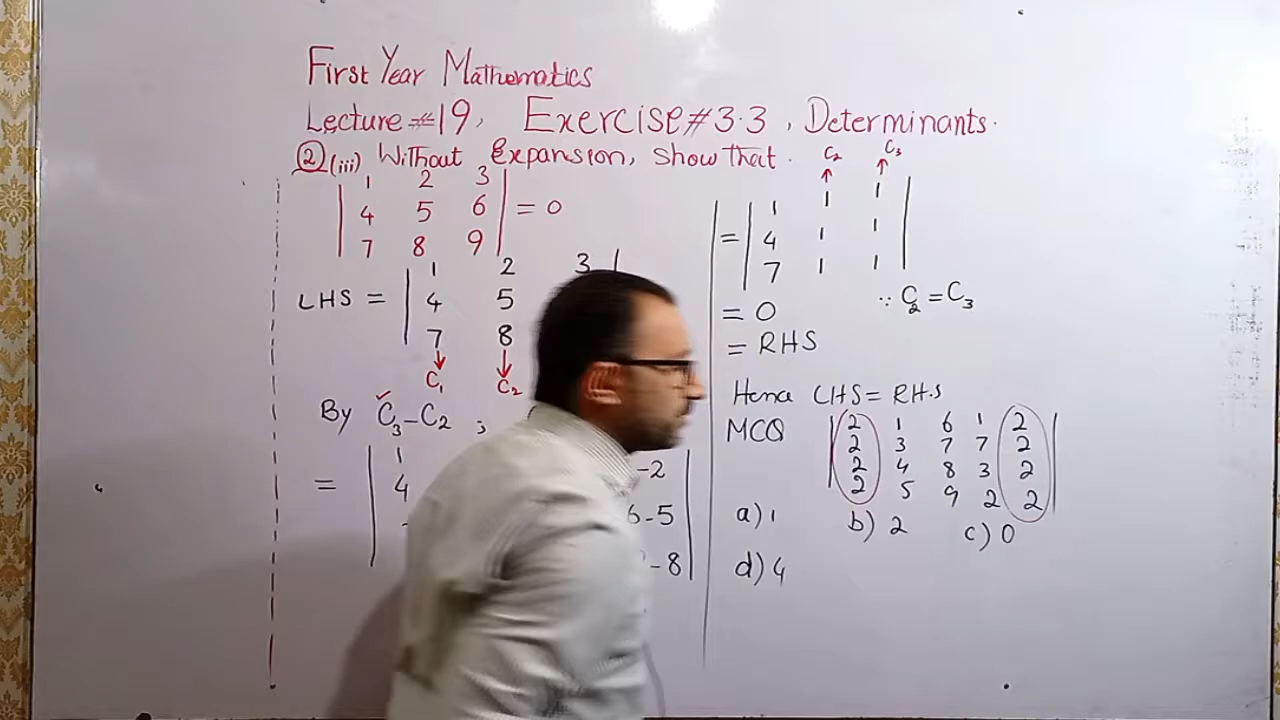 First Year Mathematics
Lecture #19, Exercise #3.3, Determinants.
② (iii) Without Expansion, Show that.
| 1 2 3 |
| 4 5 6 | = 0
| 7 8 9 |
LHS = | 1 2 3 |
| 4 5
| 7 8
C₁ C₂
By C₃-C₂ ,
= | 1 -2 |
| 4 6-5 |
| -8 |
C₂ C₃
= | 1 1 1 |
| 4 1 1 |
| 7 1 1 |
∵ C₂ = C₃
= 0
= RHS
Hence LHS = RH.S
MCQ | 2 1 6 1 2 |
| 2 3 7 7 2 |
| 2 4 8 3 2 |
| 2 5 9 2 2 |
a) 1 b) 2 c) 0
d) 4